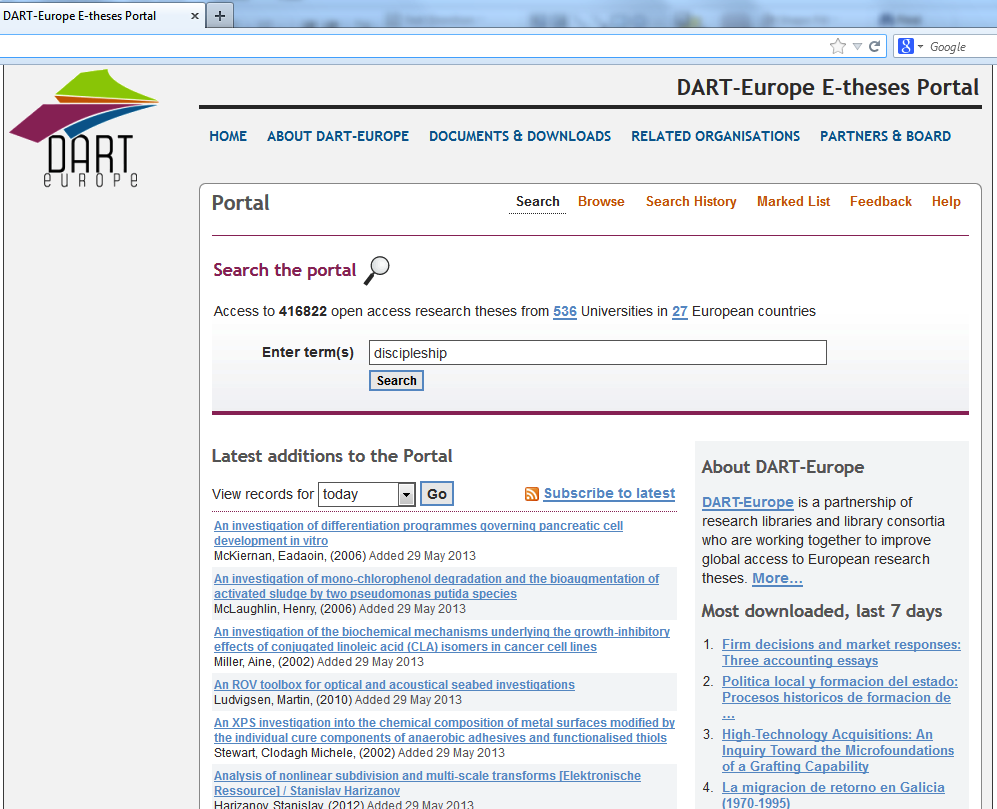 DART-Europe E-theses Portal
Google
DART
europe
DART-Europe E-theses Portal
HOME ABOUT DART-EUROPE DOCUMENTS & DOWNLOADS RELATED ORGANISATIONS PARTNERS & BOARD
Portal
Search Browse Search History Marked List Feedback Help
Search the portal
Access to 416822 open access research theses from 536 Universities in 27 European countries
Enter term(s) discipleship
Search
Latest additions to the Portal
View records for today Go Subscribe to latest
An investigation of differentiation programmes governing pancreatic cell
development in vitro
McKiernan, Eadaoin, (2006) Added 29 May 2013
An investigation of mono-chlorophenol degradation and the bioaugmentation of
activated sludge by two pseudomonas putida species
McLaughlin, Henry, (2006) Added 29 May 2013
An investigation of the biochemical mechanisms underlying the growth-inhibitory
effects of conjugated linoleic acid (CLA) isomers in cancer cell lines
Miller, Aine, (2002) Added 29 May 2013
An ROV toolbox for optical and acoustical seabed investigations
Ludvigsen, Martin, (2010) Added 29 May 2013
An XPS investigation into the chemical composition of metal surfaces modified by
the individual cure components of anaerobic adhesives and functionalised thiols
Stewart, Clodagh Michele, (2002) Added 29 May 2013
Analysis of nonlinear subdivision and multi-scale transforms [Elektronische
Ressource] / Stanislav Harizanov
Harizanov, Stanislav, (2012) Added 29 May 2013
About DART-Europe
DART-Europe is a partnership of
research libraries and library consortia
who are working together to improve
global access to European research
theses. More...
Most downloaded, last 7 days
1. Firm decisions and market responses:
Three accounting essays
2. Politica local y formacion del estado:
Procesos historicos de formacion de
...
3. High-Technology Acquisitions: An
Inquiry Toward the Microfoundations
of a Grafting Capability
4. La migracion de retorno en Galicia
(1970-1995)